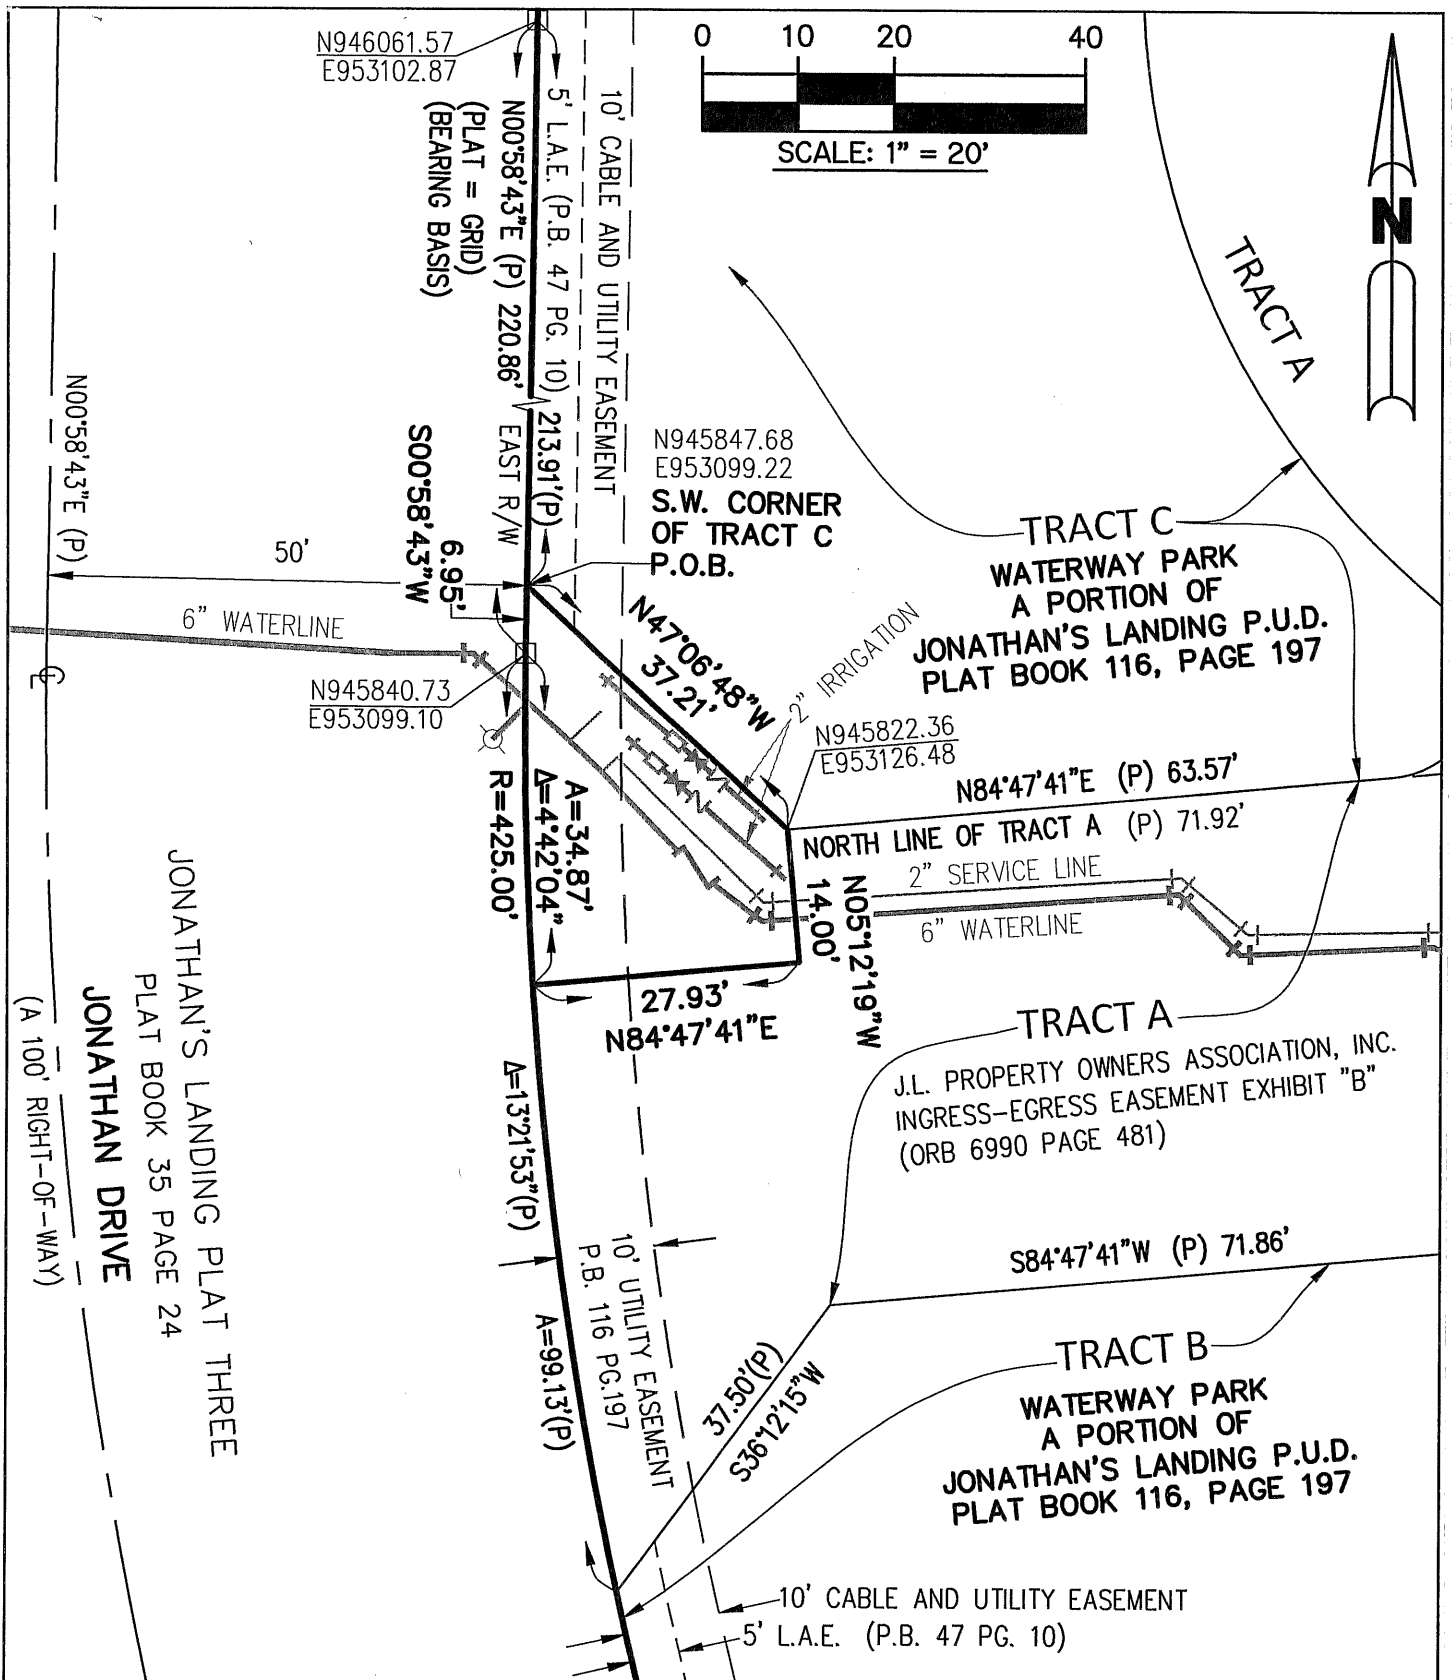 N946061.57
E953102.87
0 10 20 40
SCALE: 1" = 20'
N
TRACT A
10' CABLE AND UTILITY EASEMENT
5' L.A.E. (P.B. 47 PG. 10) 213.91'(P)
N00°58'43"E (P) 220.86' EAST R/W
(PLAT = GRID)
(BEARING BASIS)
N00°58'43"E (P)
N945847.68
E953099.22
S.W. CORNER
OF TRACT C
P.O.B.
TRACT C
WATERWAY PARK
A PORTION OF
JONATHAN'S LANDING P.U.D.
PLAT BOOK 116, PAGE 197
S00°58'43"W
6.95'
50'
6" WATERLINE
N945840.73
E953099.10
N47°06'48"W
37.21'
2" IRRIGATION
N945822.36
E953126.48
N84°47'41"E (P) 63.57'
NORTH LINE OF TRACT A (P) 71.92'
2" SERVICE LINE
6" WATERLINE
A=34.87'
Δ=4°42'04"
R=425.00'
N05°12'19"W
14.00'
27.93'
N84°47'41"E
TRACT A
J.L. PROPERTY OWNERS ASSOCIATION, INC.
INGRESS-EGRESS EASEMENT EXHIBIT "B"
(ORB 6990 PAGE 481)
JONATHAN'S LANDING PLAT THREE
PLAT BOOK 35 PAGE 24
JONATHAN DRIVE
(A 100' RIGHT-OF-WAY)
Δ=13°21'53"(P)
A=99.13'(P)
10' UTILITY EASEMENT
P.B. 116 PG.197
S84°47'41"W (P) 71.86'
37.50'(P)
S36°12'15"W
TRACT B
WATERWAY PARK
A PORTION OF
JONATHAN'S LANDING P.U.D.
PLAT BOOK 116, PAGE 197
10' CABLE AND UTILITY EASEMENT
5' L.A.E. (P.B. 47 PG. 10)